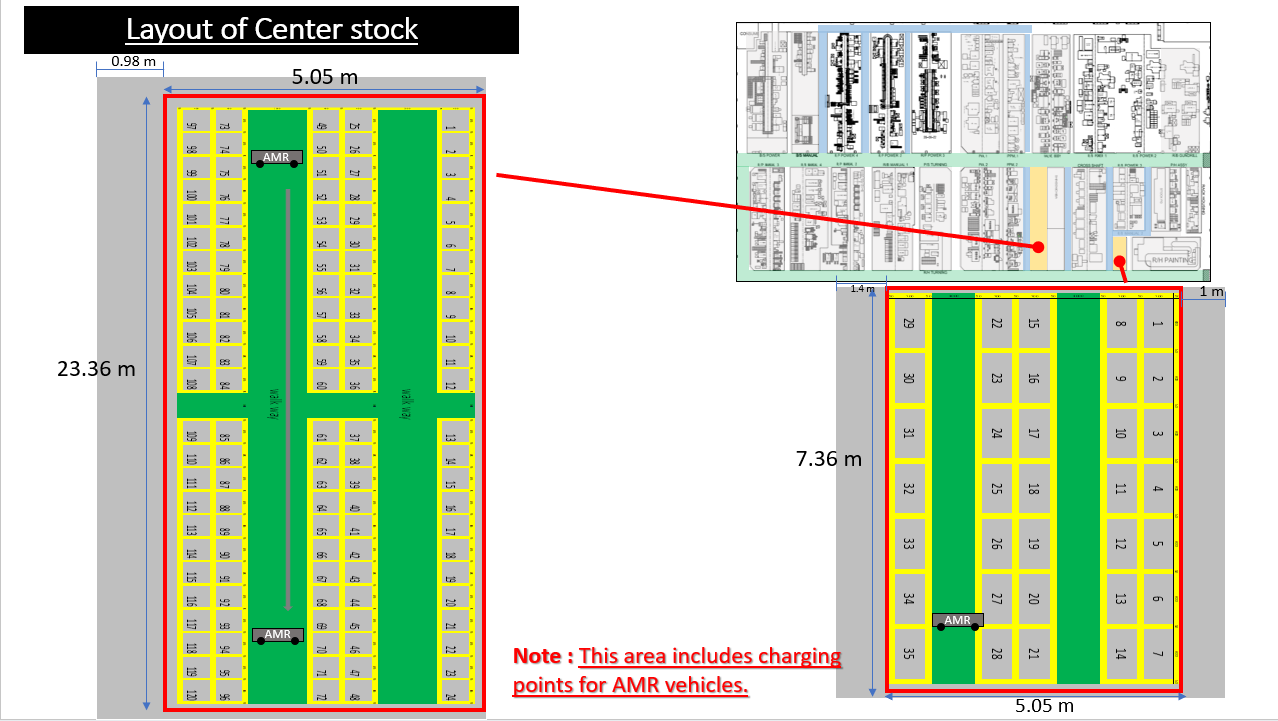 Layout of Center stock
0.98 m
5.05 m
23.36 m
AMR
AMR
walk way
walk way
97 73 49 25 1
98 74 50 26 2
99 75 51 27 3
100 76 52 28 4
101 77 53 29 5
102 78 54 30 6
103 79 55 31 7
104 80 56 32 8
105 81 57 33 9
106 82 58 34 10
107 83 59 35 11
108 84 60 36 12
109 85 61 37 13
110 86 62 38 14
111 87 63 39 15
112 88 64 40 16
113 89 65 41 17
114 90 66 42 18
115 91 67 43 19
116 92 68 44 20
117 93 69 45 21
118 94 70 46 22
119 95 71 47 23
120 96 72 48 24
R/H PAINTING
1.4 m
1 m
7.36 m
5.05 m
29 22 15 8 1
30 23 16 9 2
31 24 17 10 3
32 25 18 11 4
33 26 19 12 5
34 27 20 13 6
35 28 21 14 7
AMR
Note : This area includes charging
points for AMR vehicles.